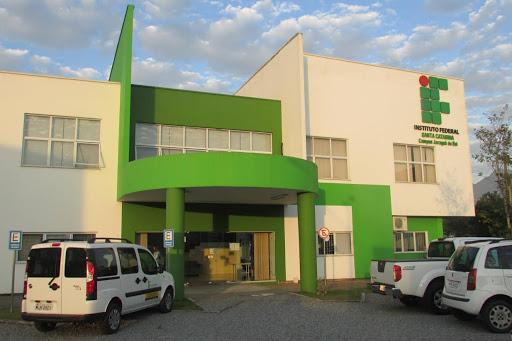 INSTITUTO FEDERAL
SANTA CATARINA
Campus Jaraguá do Sul
E
E